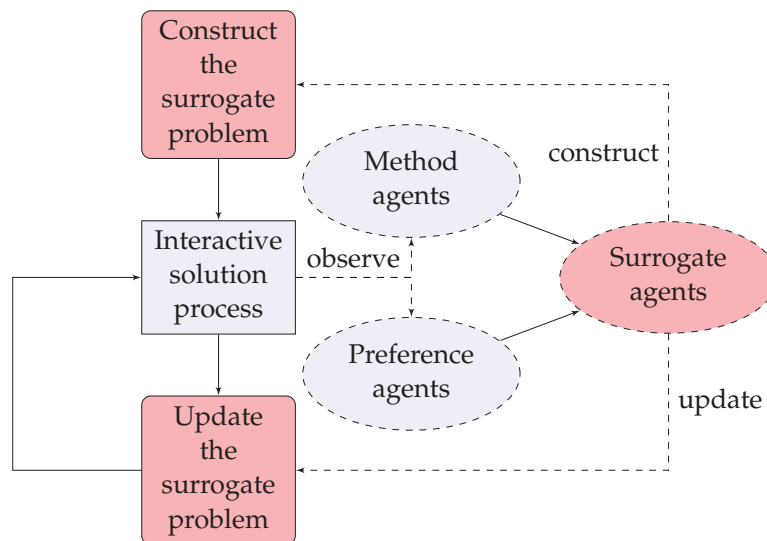 Construct
the
surrogate
problem
construct
Method
agents
Interactive
solution
process
observe
Surrogate
agents
Preference
agents
update
Update
the
surrogate
problem